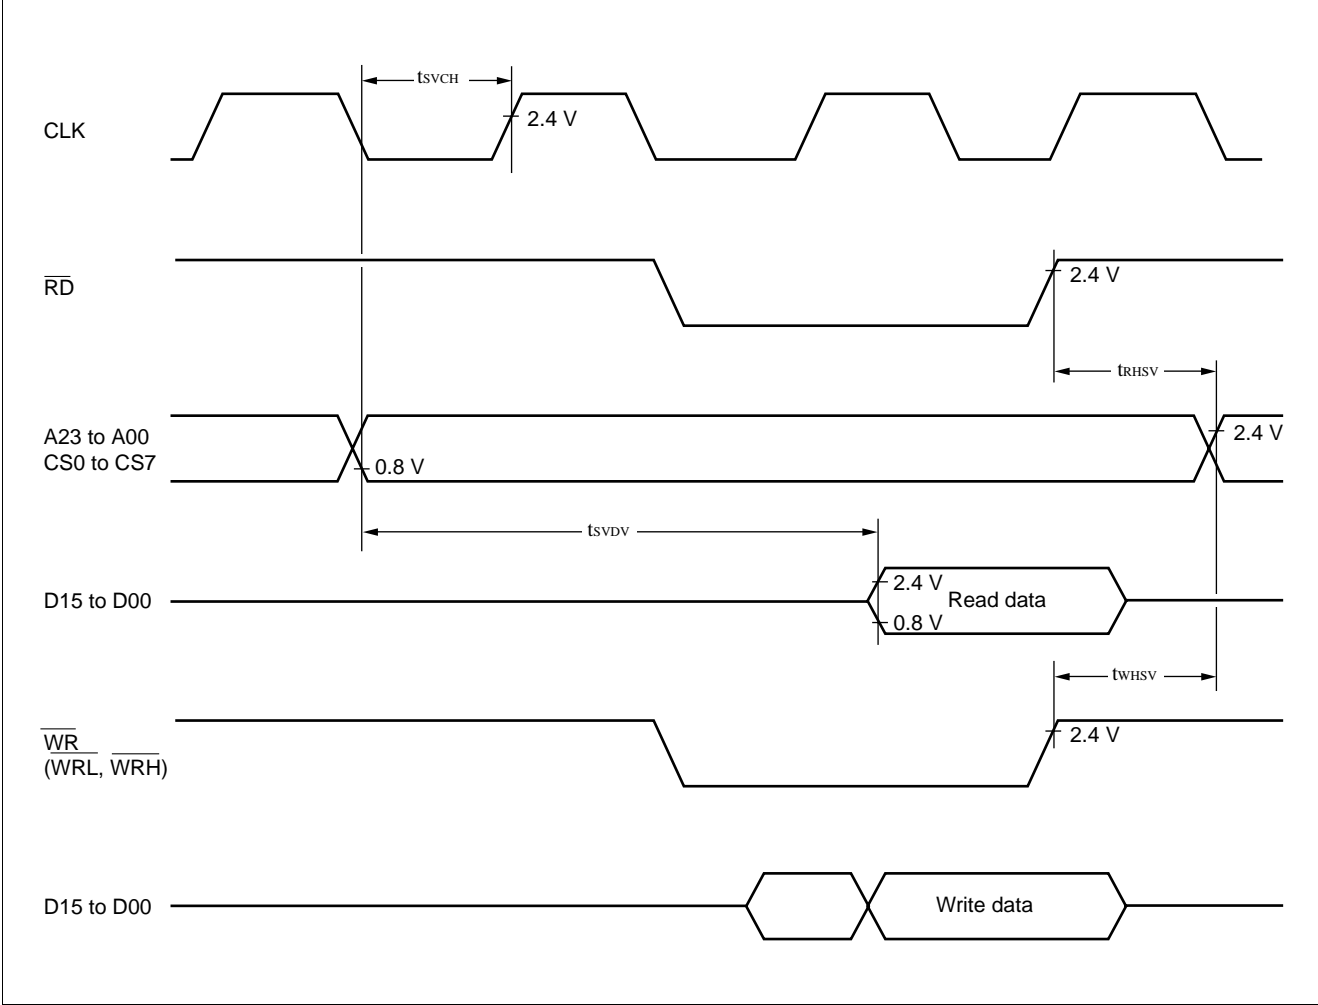 tSVCH
CLK
2.4 V
RD
2.4 V
tRHSV
A23 to A00
CS0 to CS7
2.4 V
0.8 V
tSVDV
D15 to D00
2.4 V
Read data
0.8 V
tWHSV
WR
(WRL, WRH)
2.4 V
D15 to D00
Write data